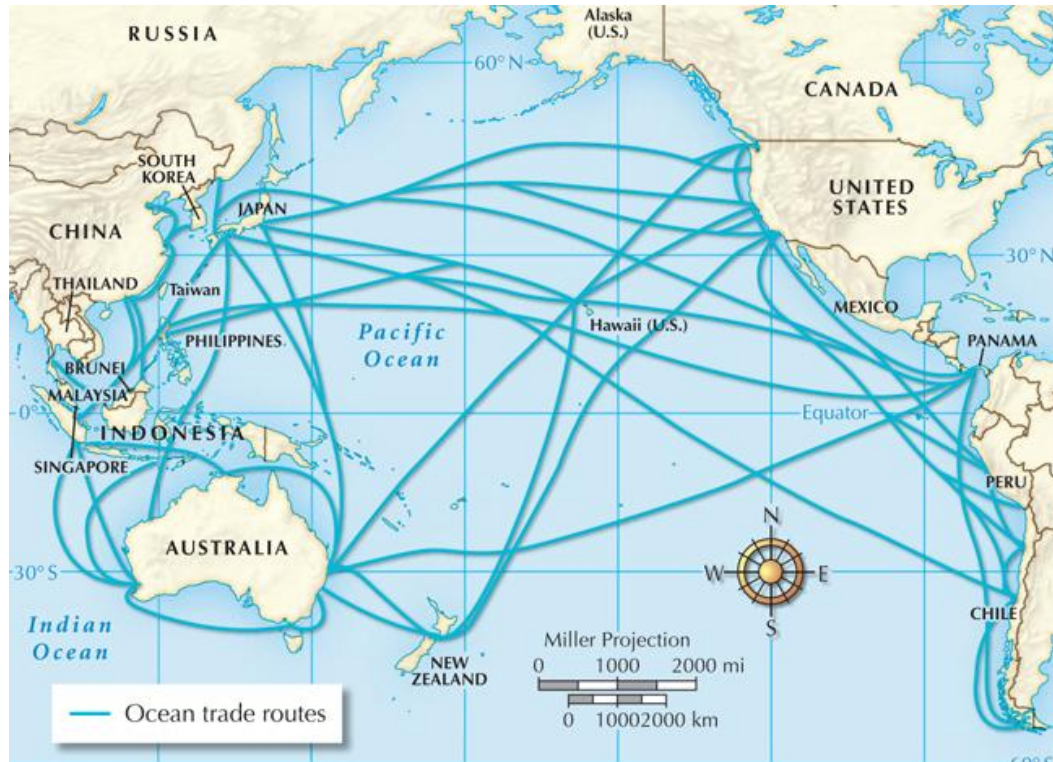 Alaska
(U.S.)
RUSSIA
60°N
CANADA
SOUTH
KOREA
JAPAN
UNITED
STATES
CHINA
30°N
THAILAND
Taiwan
MEXICO
Hawaii (U.S.)
Pacific
Ocean
PHILIPPINES
PANAMA
BRUNEI
MALAYSIA
0°
Equator
INDONESIA
SINGAPORE
PERU
N
AUSTRALIA
30°S
W
E
S
CHILE
Indian
Ocean
Miller Projection
0 1000 2000 mi
NEW
ZEALAND
0 1000 2000 km
Ocean trade routes
60°S